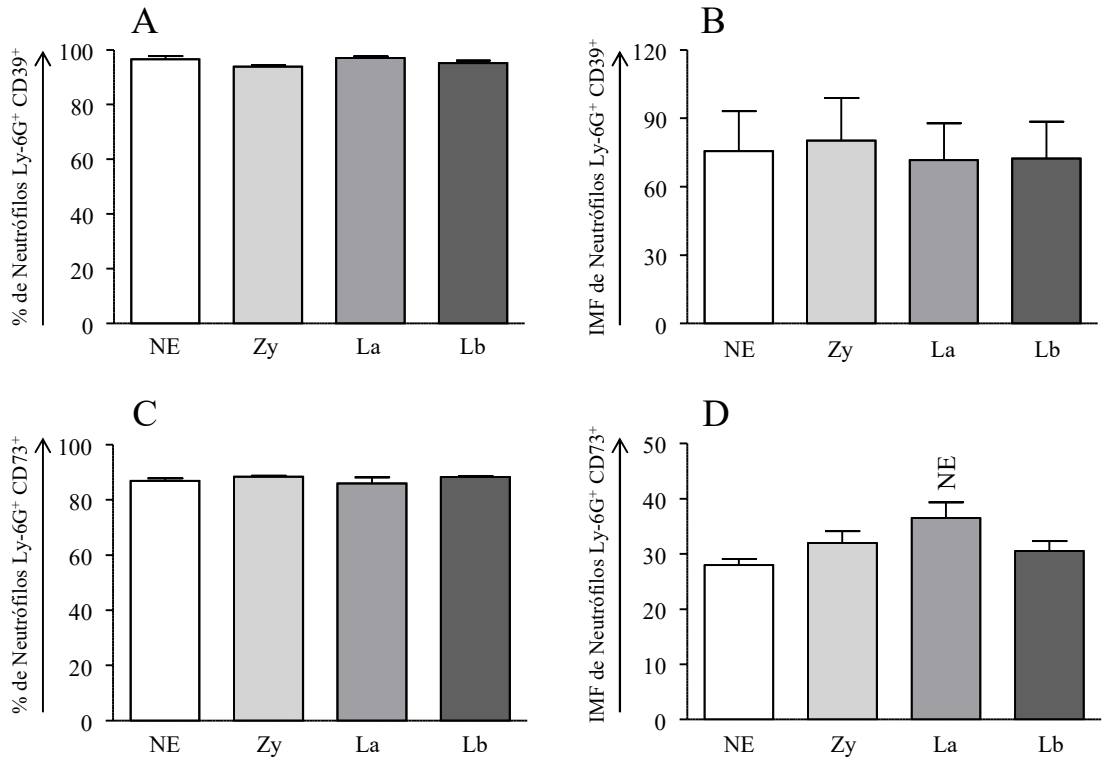 A
% de Neutrófilos Ly-6G⁺ CD39⁺
100
80
60
40
20
0
NE Zy La Lb
B
IMF de Neutrófilos Ly-6G⁺ CD39⁺
120
90
60
30
0
NE Zy La Lb
C
% de Neutrófilos Ly-6G⁺ CD73⁺
100
80
60
40
20
0
NE Zy La Lb
D
IMF de Neutrófilos Ly-6G⁺ CD73⁺
50
40
30
20
10
0
NE
NE Zy La Lb